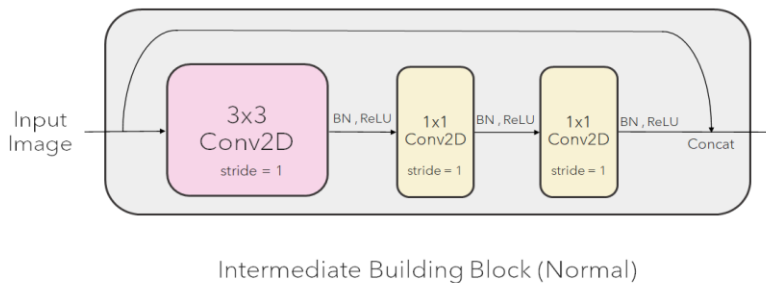 Input
Image
3x3
Conv2D
stride = 1
BN , ReLU
1x1
Conv2D
stride = 1
BN , ReLU
1x1
Conv2D
stride = 1
BN , ReLU
Concat
Intermediate Building Block (Normal)